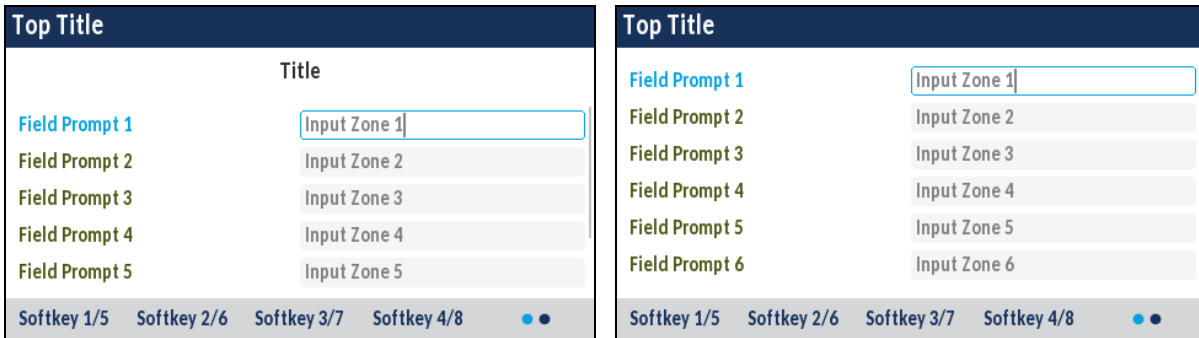 Top Title
Title
Field Prompt 1 Input Zone 1
Field Prompt 2 Input Zone 2
Field Prompt 3 Input Zone 3
Field Prompt 4 Input Zone 4
Field Prompt 5 Input Zone 5
Softkey 1/5 Softkey 2/6 Softkey 3/7 Softkey 4/8
Top Title
Field Prompt 1 Input Zone 1
Field Prompt 2 Input Zone 2
Field Prompt 3 Input Zone 3
Field Prompt 4 Input Zone 4
Field Prompt 5 Input Zone 5
Field Prompt 6 Input Zone 6
Softkey 1/5 Softkey 2/6 Softkey 3/7 Softkey 4/8